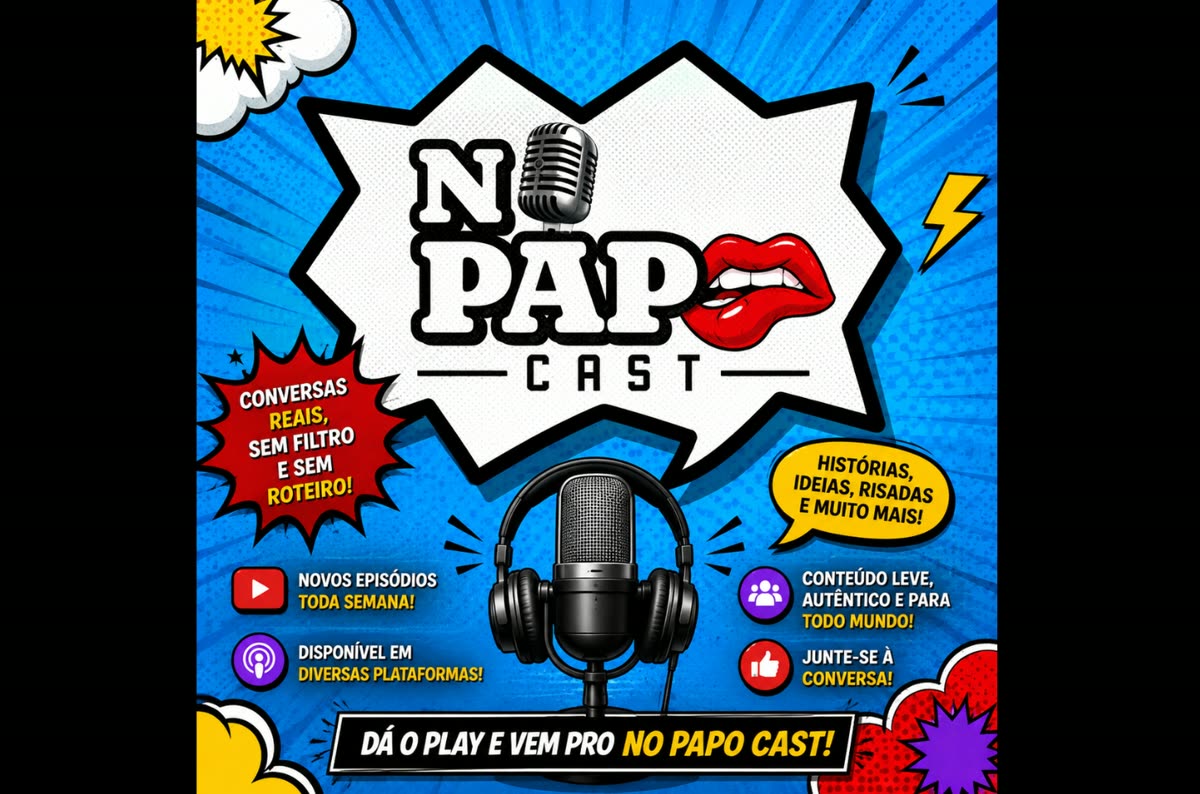 NO
PAPO
CAST
CONVERSAS
REAIS,
SEM FILTRO
E SEM
ROTEIRO!
HISTÓRIAS,
IDEIAS, RISADAS
E MUITO MAIS!
NOVOS EPISÓDIOS
TODA SEMANA!
DISPONÍVEL EM
DIVERSAS PLATAFORMAS!
CONTEÚDO LEVE,
AUTÊNTICO E PARA
TODO MUNDO!
JUNTE-SE À
CONVERSA!
DÁ O PLAY E VEM PRO NO PAPO CAST!